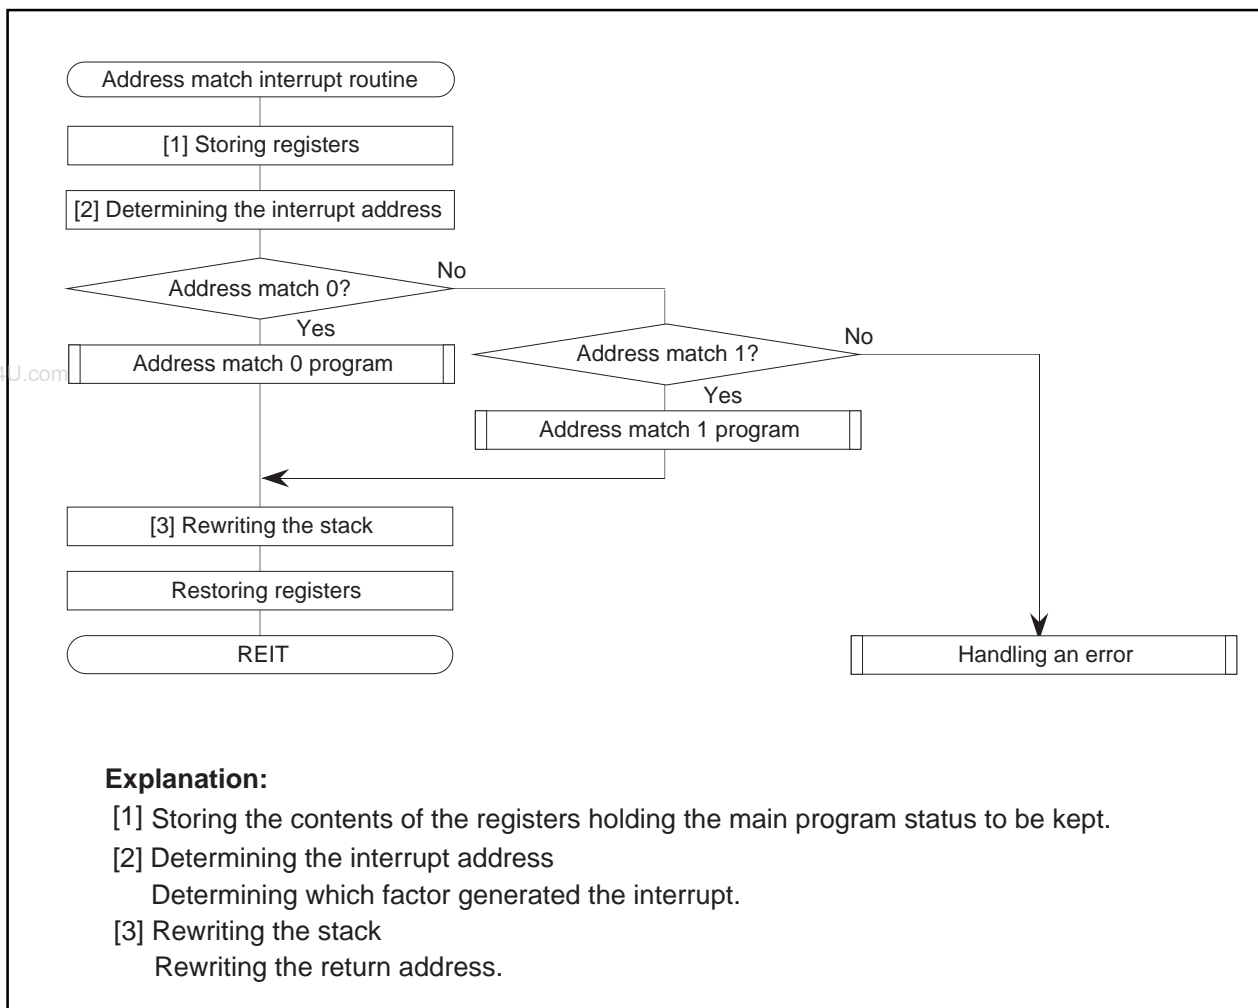 Address match interrupt routine
[1] Storing registers
[2] Determining the interrupt address
Address match 0?
No
Yes
Address match 0 program
Address match 1?
No
Yes
Address match 1 program
4U.com
[3] Rewriting the stack
Restoring registers
REIT
Handling an error
Explanation:
[1] Storing the contents of the registers holding the main program status to be kept.
[2] Determining the interrupt address
Determining which factor generated the interrupt.
[3] Rewriting the stack
Rewriting the return address.